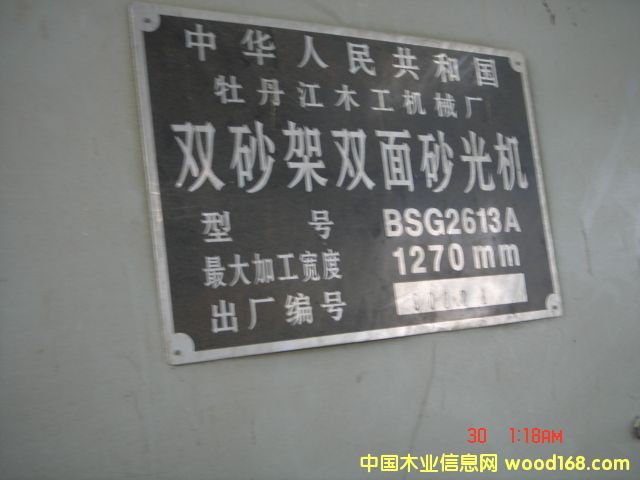 中华人民共和国
牡丹江木工机械厂
双砂架双面砂光机
型 号 BSG2613A
最大加工宽度 1270mm
出厂编号
30 1:18AM
中国木业信息网 wood168.com